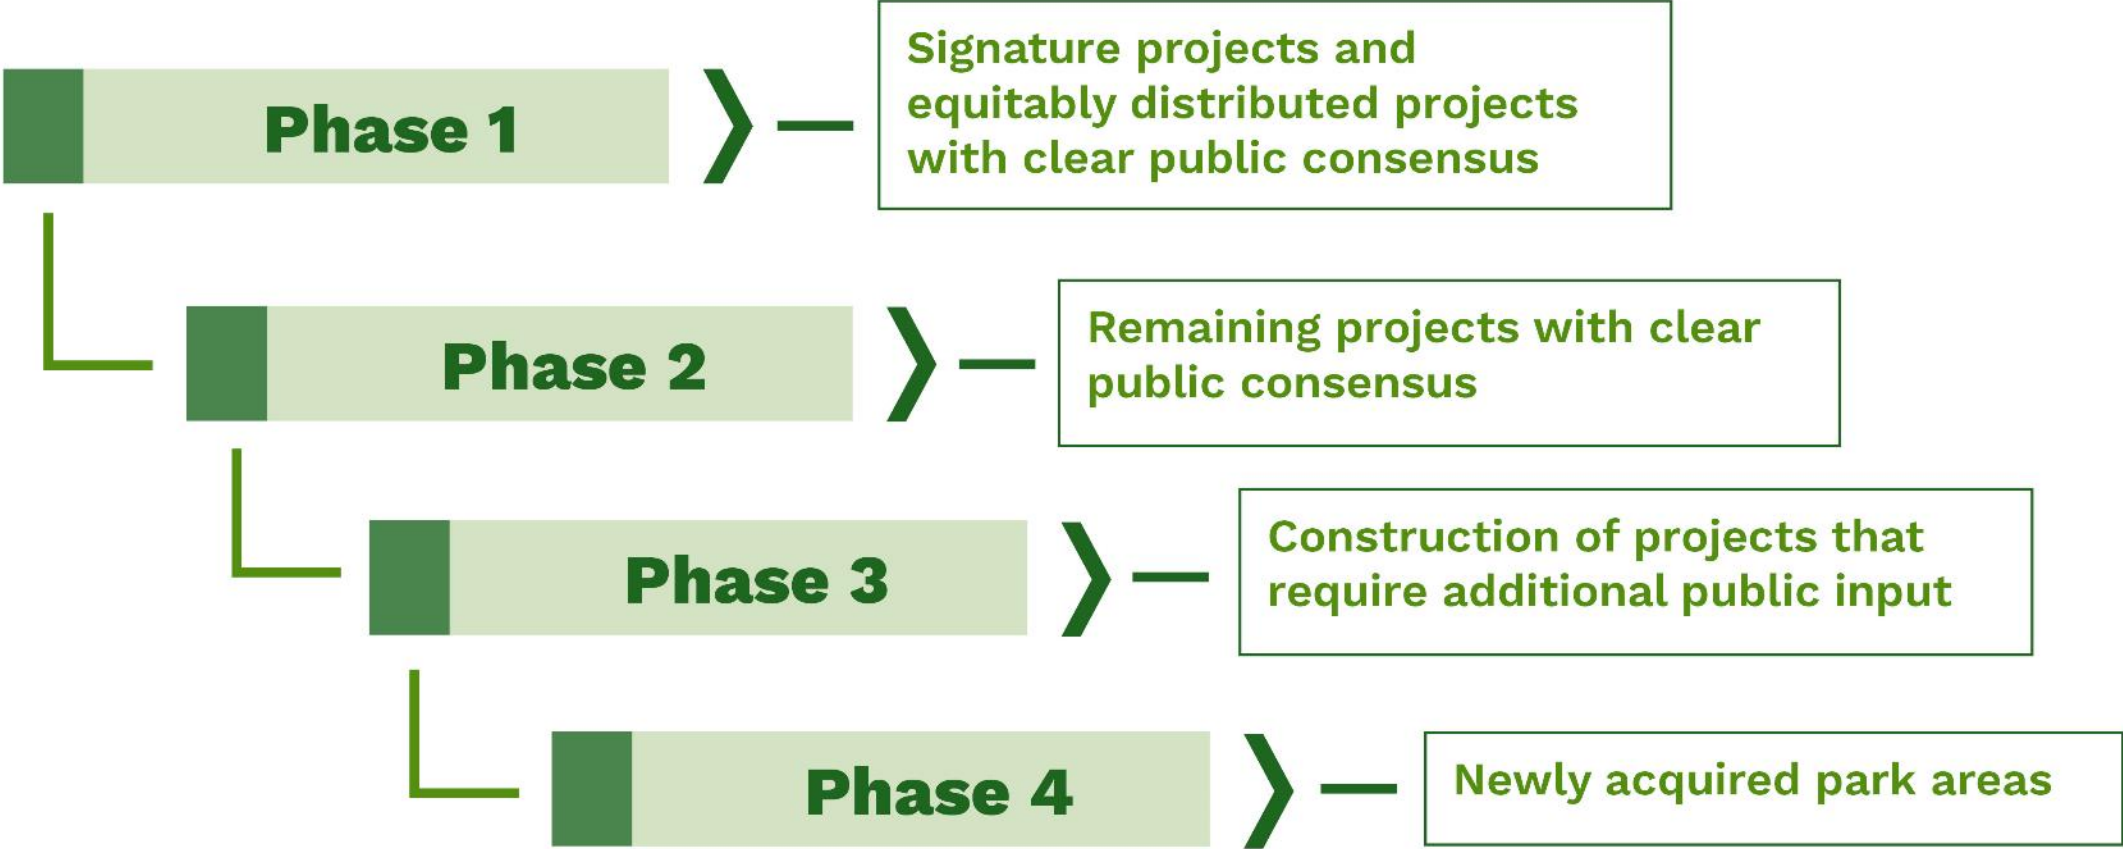 Phase 1
Signature projects and
equitably distributed projects
with clear public consensus
Phase 2
Remaining projects with clear
public consensus
Phase 3
Construction of projects that
require additional public input
Phase 4
Newly acquired park areas